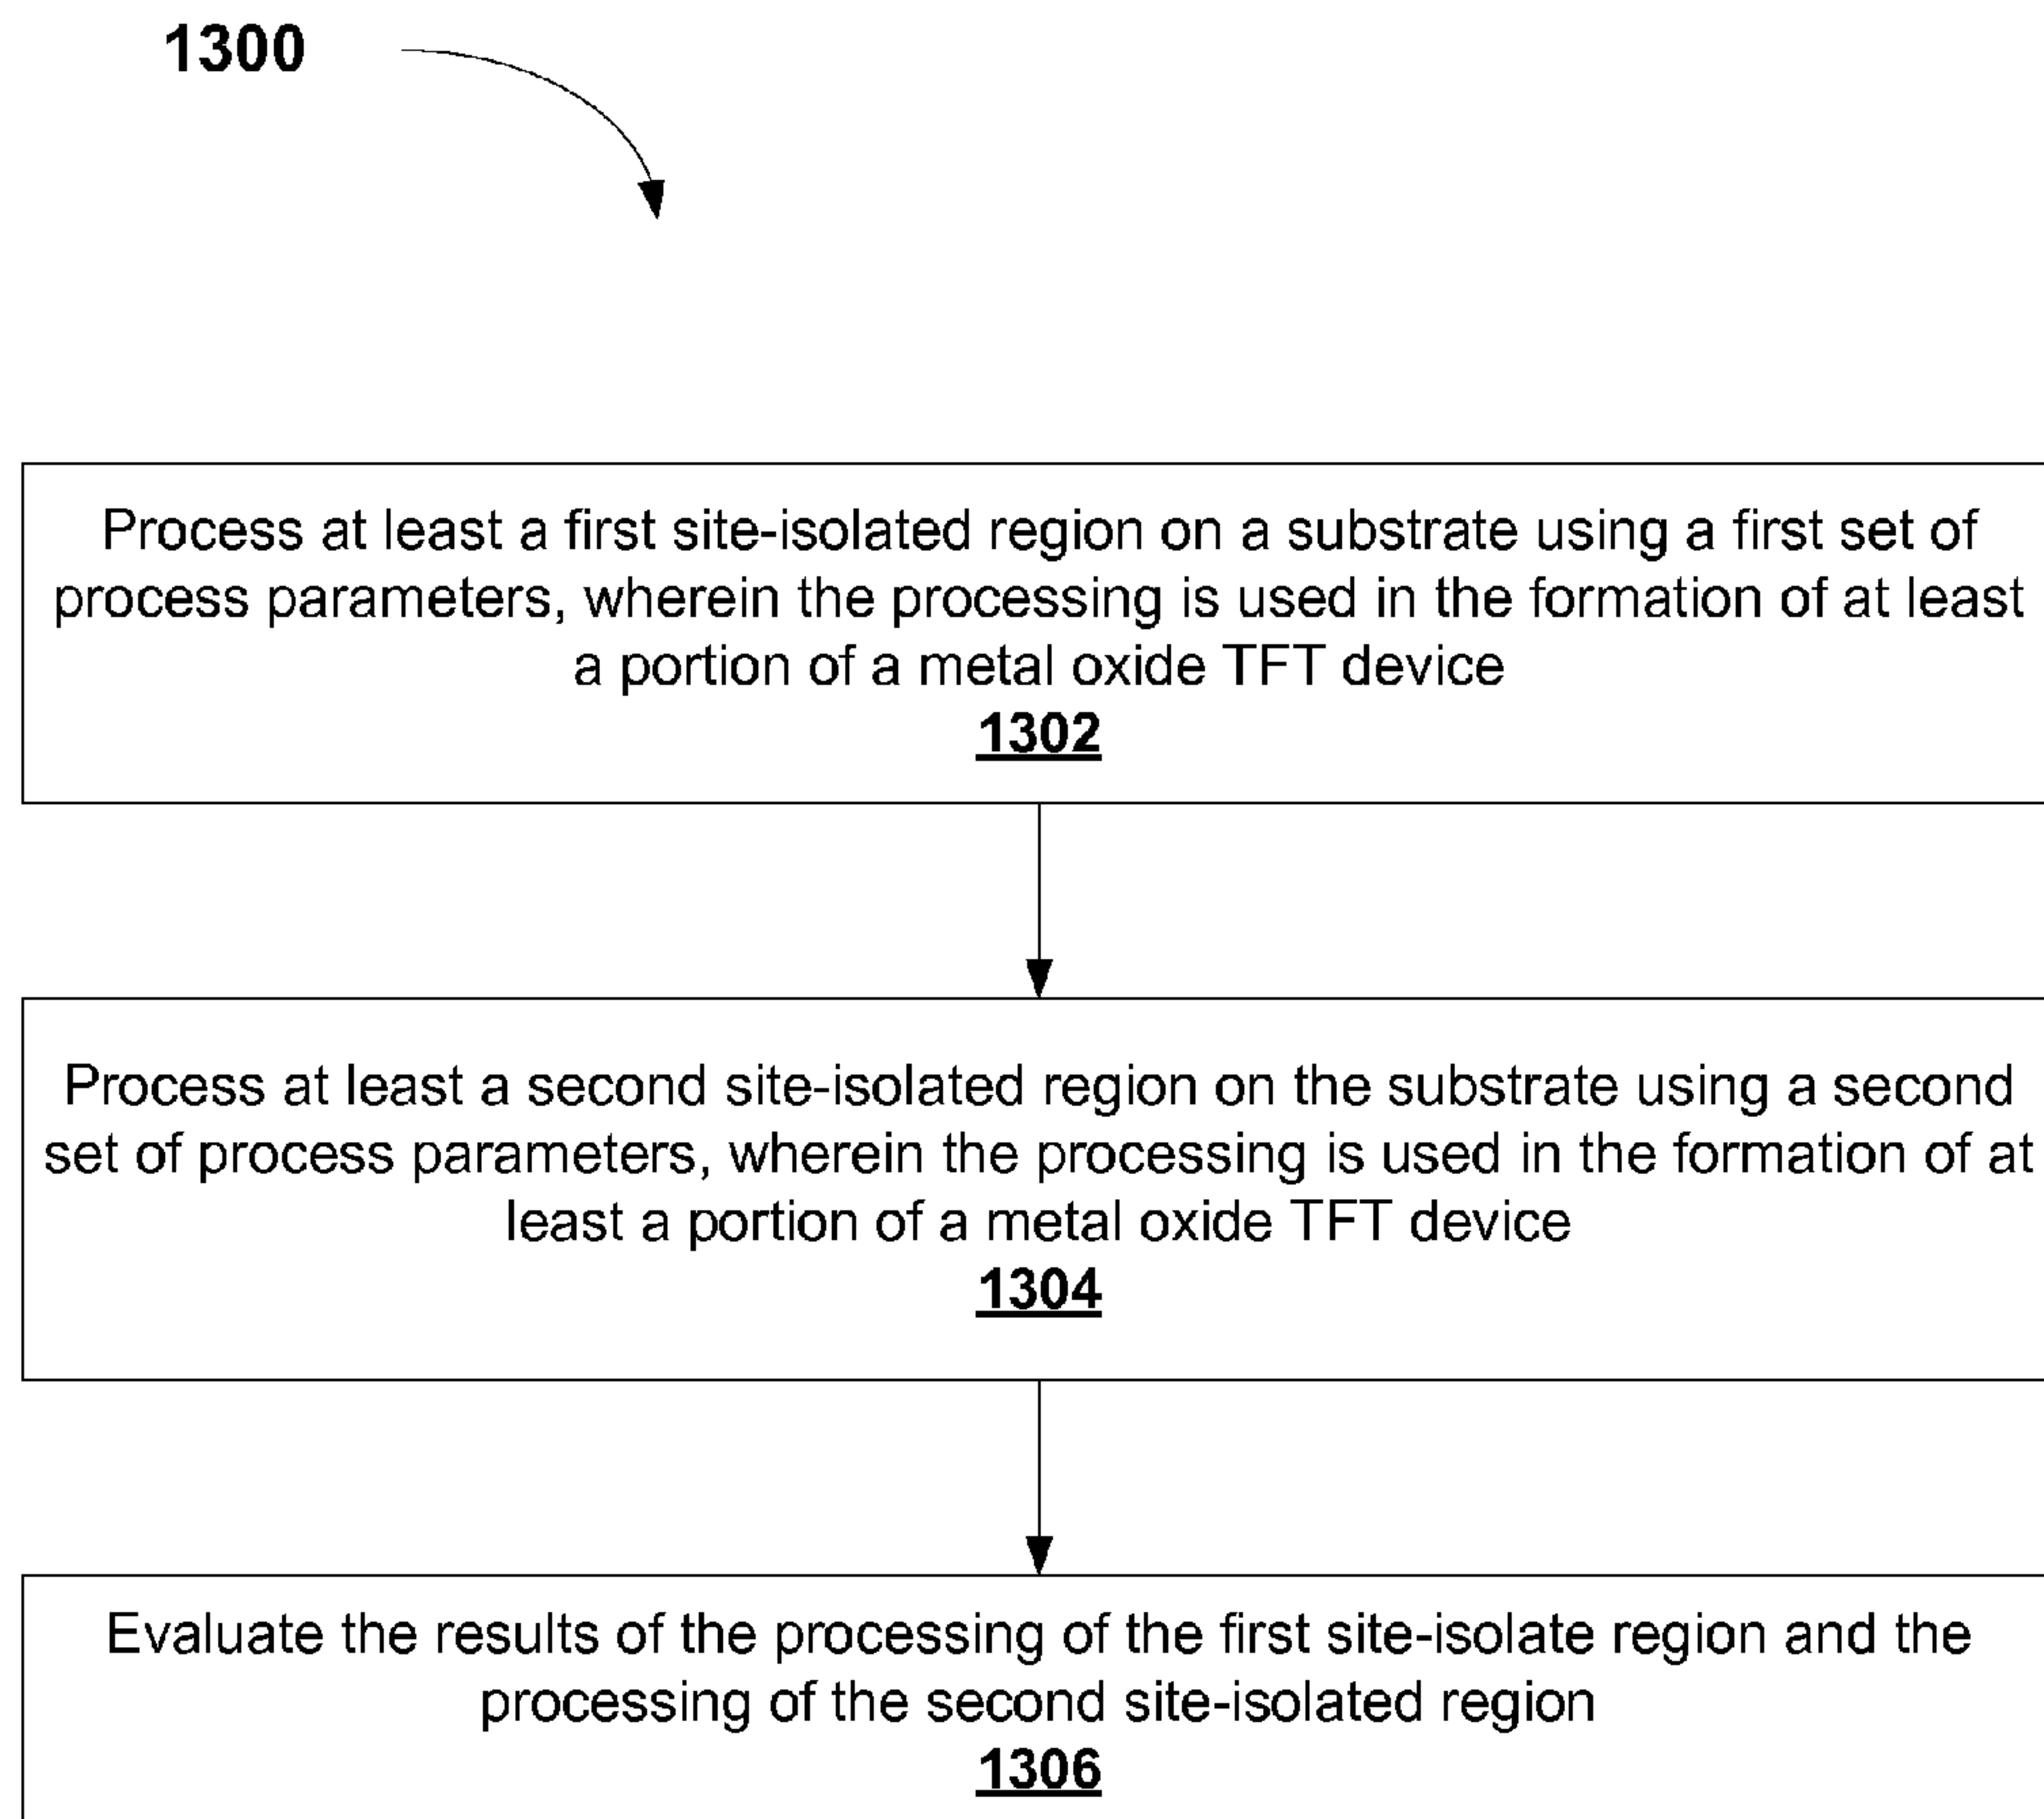 1300
Process at least a first site-isolated region on a substrate using a first set of
process parameters, wherein the processing is used in the formation of at least
a portion of a metal oxide TFT device
1302
Process at least a second site-isolated region on the substrate using a second
set of process parameters, wherein the processing is used in the formation of at
least a portion of a metal oxide TFT device
1304
Evaluate the results of the processing of the first site-isolate region and the
processing of the second site-isolated region
1306